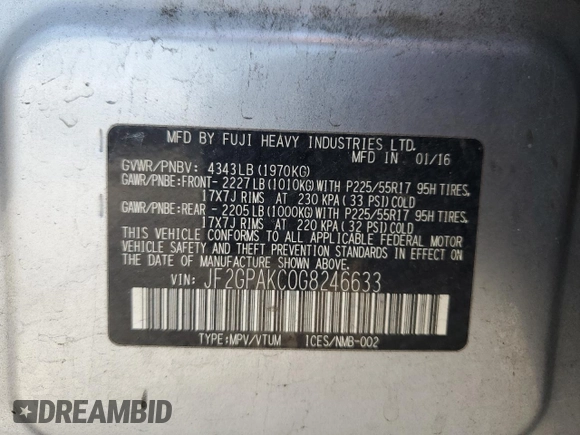 MFD BY FUJI HEAVY INDUSTRIES LTD.
MFD IN 01/16
GVWR/PNBV: 4343LB(1970KG)
GAWR/PNBE:FRONT-2227LB(1010KG)WITH P225/55R17 95H TIRES,
17X7J RIMS AT 230 KPA (33 PSI)COLD
GAWR/PNBE:REAR -2205LB(1000KG)WITH P225/55R17 95H TIRES,
17X7J RIMS AT 220 KPA (32 PSI)COLD
THIS VEHICLE CONFORMS TO ALL APPLICABLE FEDERAL MOTOR
VEHICLE SAFETY AND THEFT PREVENTION STANDARDS IN EFFECT ON
THE DATE OF MANUFACTURE SHOWN ABOVE.
VIN: JF2GPAKC0G8246633
TYPE:MPV/VTUM ICES/NMB-002
DREAMBID